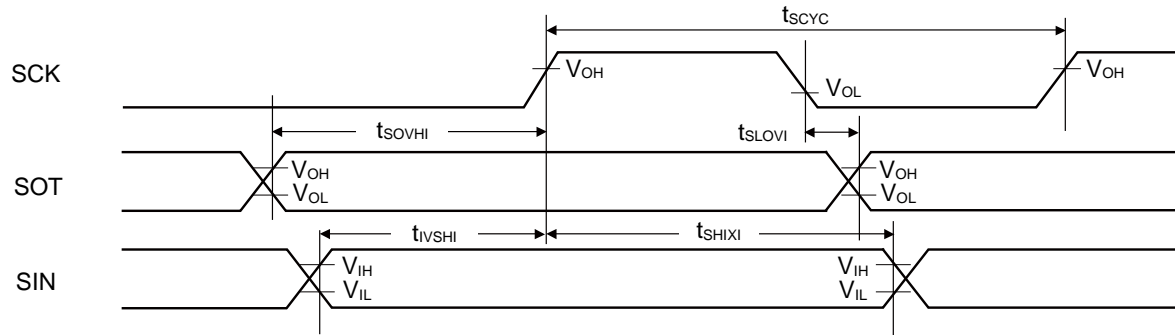 tSCYC
SCK
VOH
VOL
VOH
tSOVHI
tSLOVI
SOT
VOH
VOL
VOH
VOL
tIVSHI
tSHIXI
SIN
VIH
VIL
VIH
VIL